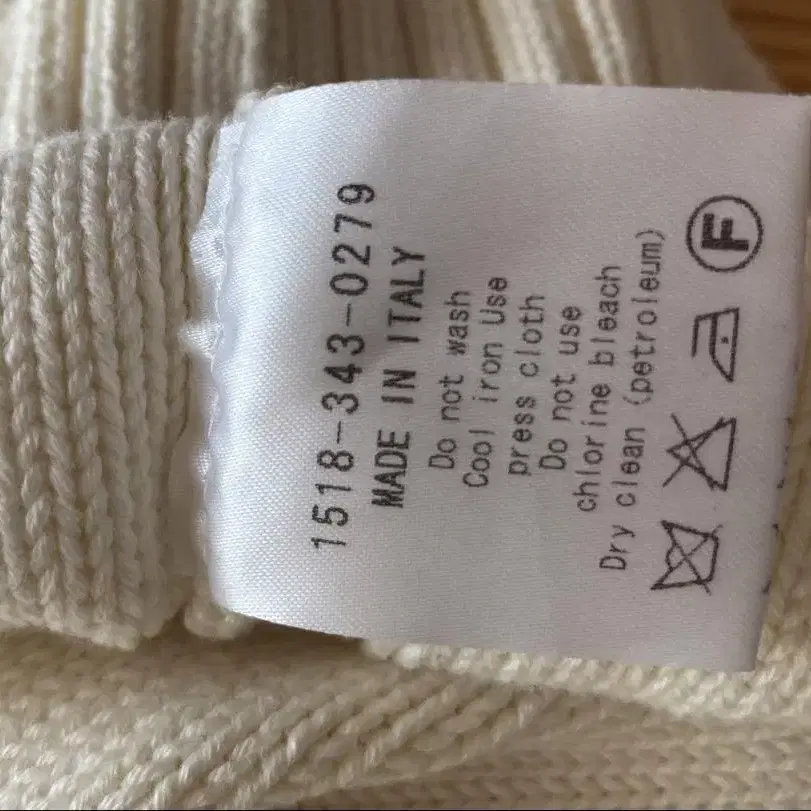 1518-343-0279
MADE IN ITALY
Do not wash
Cool iron Use
press cloth
Do not use
chlorine bleach
Dry clean (petroleum)
F